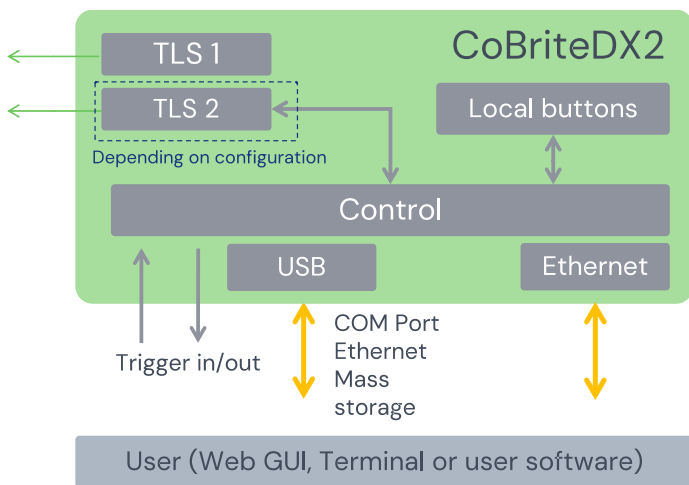 CoBriteDX2
TLS 1
TLS 2
Local buttons
Depending on configuration
Control
USB
Ethernet
Trigger in/out
COM Port
Ethernet
Mass
storage
User (Web GUI, Terminal or user software)